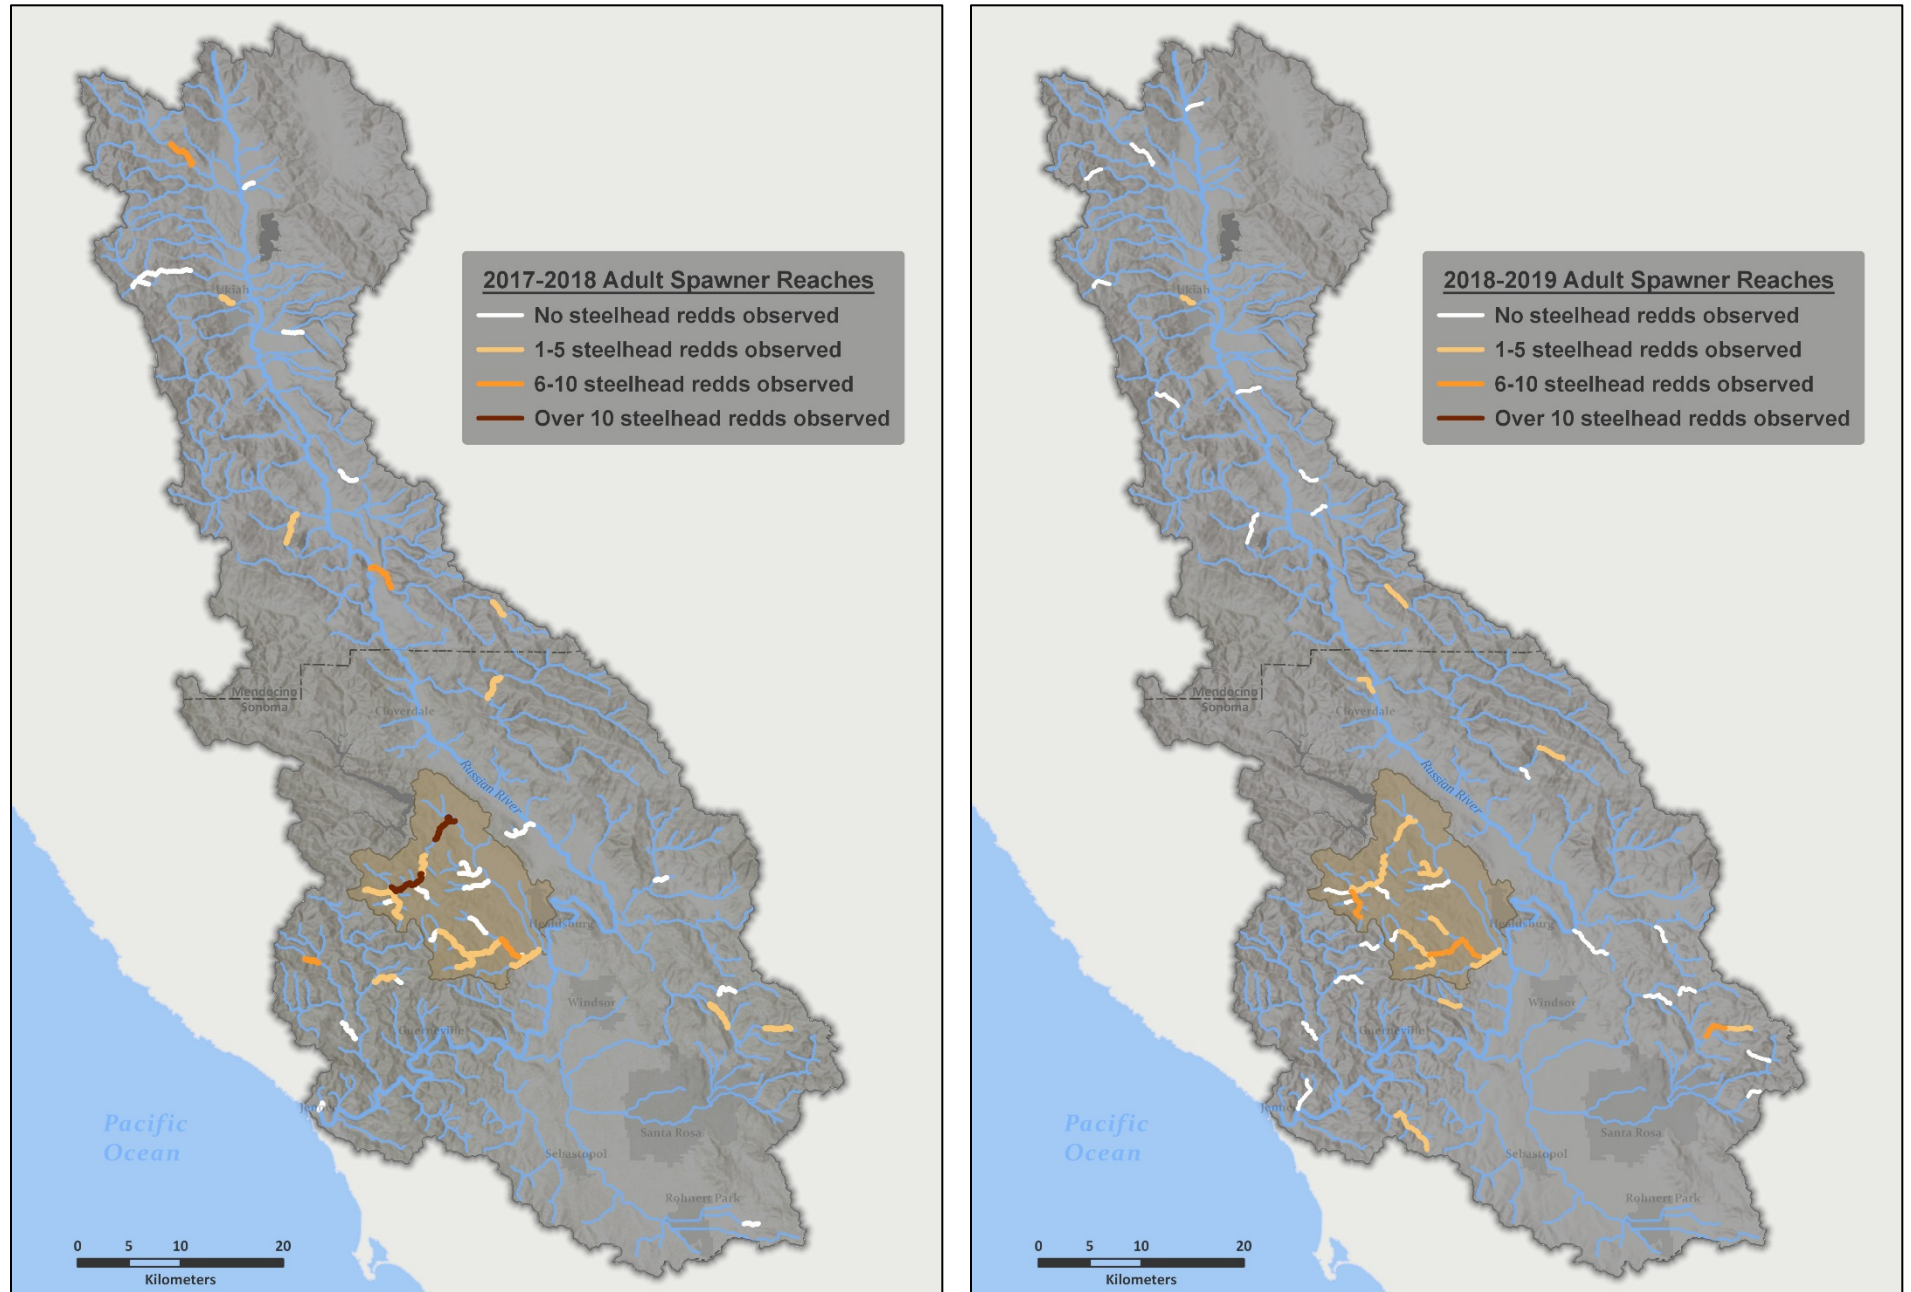 2017-2018 Adult Spawner Reaches
No steelhead redds observed
1-5 steelhead redds observed
6-10 steelhead redds observed
Over 10 steelhead redds observed
Ukiah
Mendocino
Sonoma
Cloverdale
Russian River
Healdsburg
Windsor
Guerneville
Jenner
Santa Rosa
Sebastopol
Rohnert Park
Pacific
Ocean
0 5 10 20
Kilometers
2018-2019 Adult Spawner Reaches
No steelhead redds observed
1-5 steelhead redds observed
6-10 steelhead redds observed
Over 10 steelhead redds observed
Ukiah
Mendocino
Sonoma
Cloverdale
Russian River
Healdsburg
Windsor
Guerneville
Jenner
Santa Rosa
Sebastopol
Rohnert Park
Pacific
Ocean
0 5 10 20
Kilometers